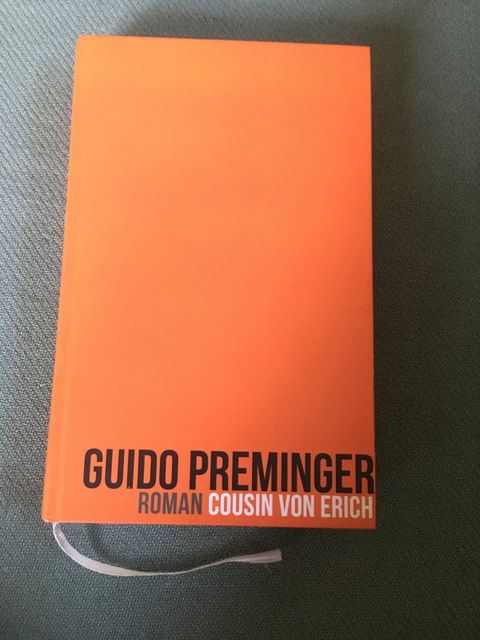 GUIDO PREMINGER
ROMAN COUSIN VON ERICH